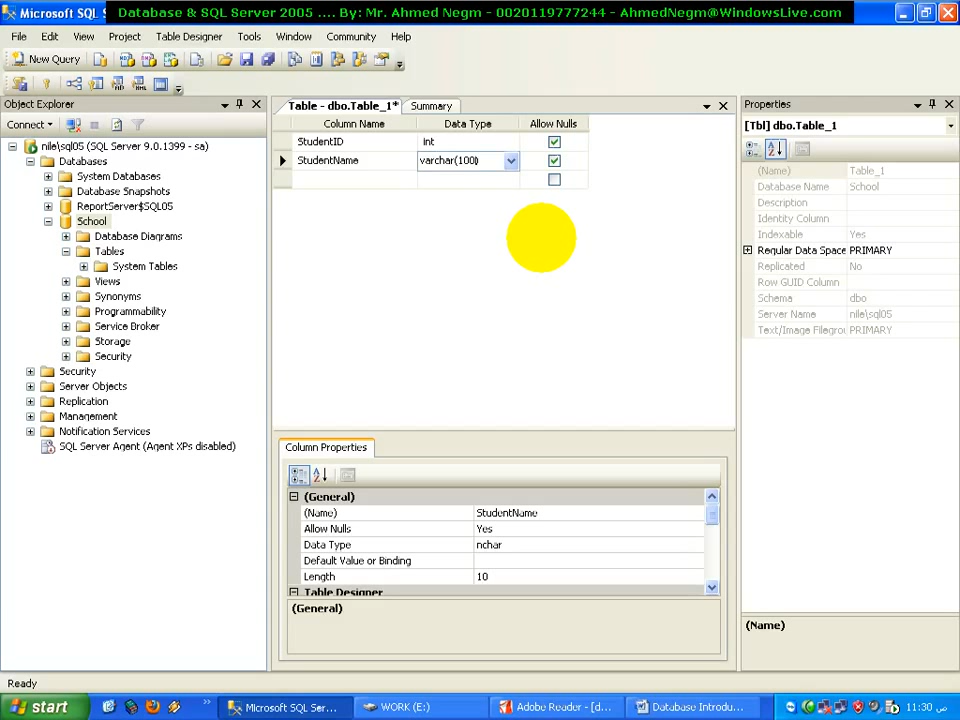 Microsoft SQL S
Database & SQL Server 2005 .... By: Mr. Ahmed Negm - 0020119777244 - AhmedNegm@WindowsLive.com
File Edit View Project Table Designer Tools Window Community Help
New Query
Object Explorer
Connect
nile\sql05 (SQL Server 9.0.1399 - sa)
Databases
System Databases
Database Snapshots
ReportServer$SQL05
School
Database Diagrams
Tables
System Tables
Views
Synonyms
Programmability
Service Broker
Storage
Security
Security
Server Objects
Replication
Management
Notification Services
SQL Server Agent (Agent XPs disabled)
Table - dbo.Table_1* Summary
Column Name Data Type Allow Nulls
StudentID int
StudentName varchar(100)
Column Properties
(General)
(Name) StudentName
Allow Nulls Yes
Data Type nchar
Default Value or Binding
Length 10
Table Designer
(General)
Properties
[Tbl] dbo.Table_1
(Name) Table_1
Database Name School
Description
Identity Column
Indexable Yes
Regular Data Space PRIMARY
Replicated No
Row GUID Column
Schema dbo
Server Name nile\sql05
Text/Image Filegrou PRIMARY
(Name)
Ready
start
Microsoft SQL Ser...
WORK (E:)
Adobe Reader - [d...
Database Introdu...
11:30 ص